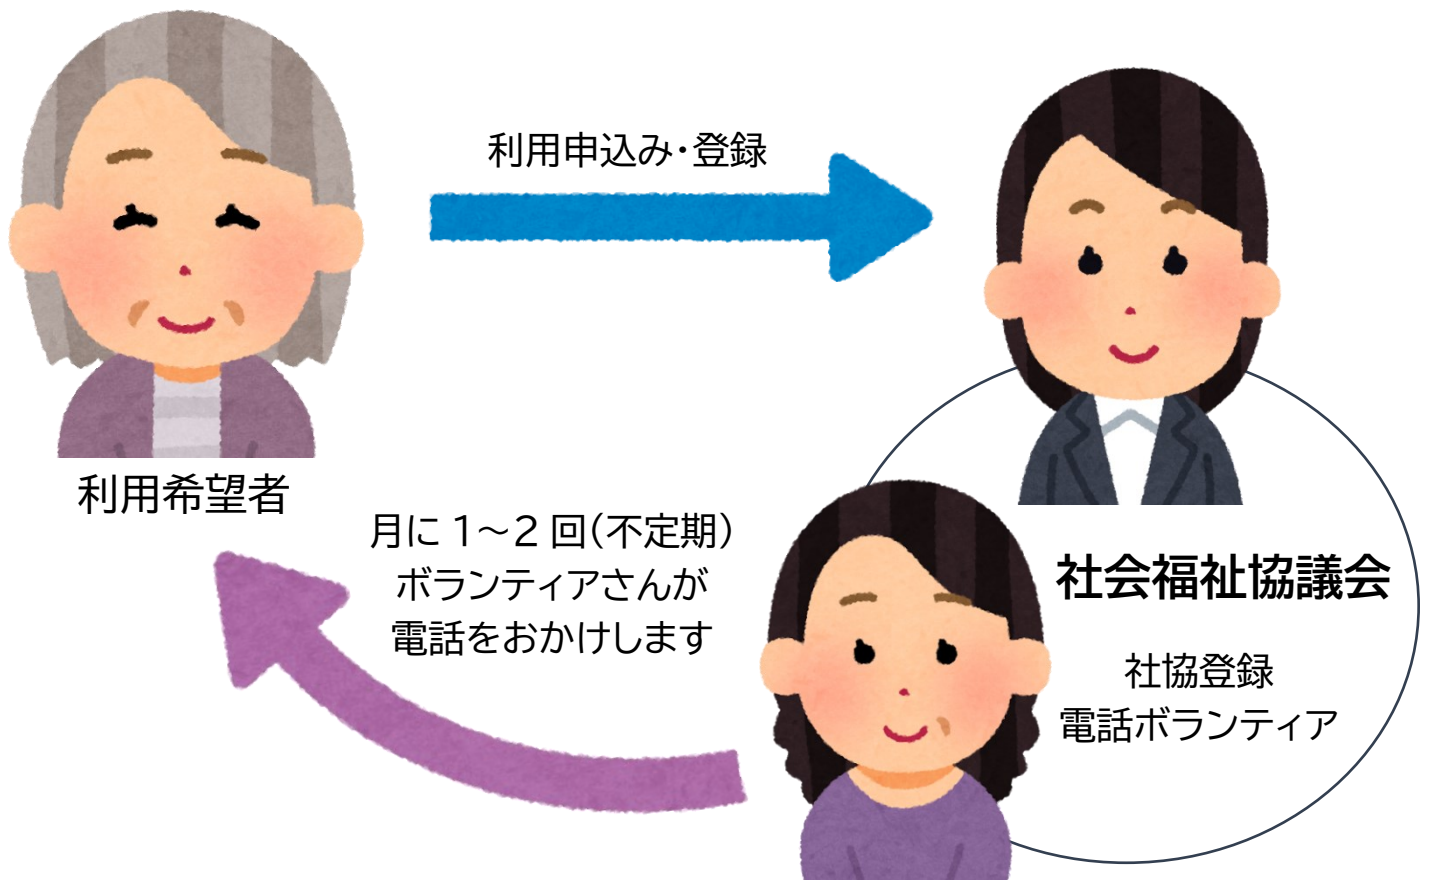 利用申込み・登録
利用希望者
月に1～2回（不定期）
ボランティアさんが
電話をおかけします
社会福祉協議会
社協登録
電話ボランティア